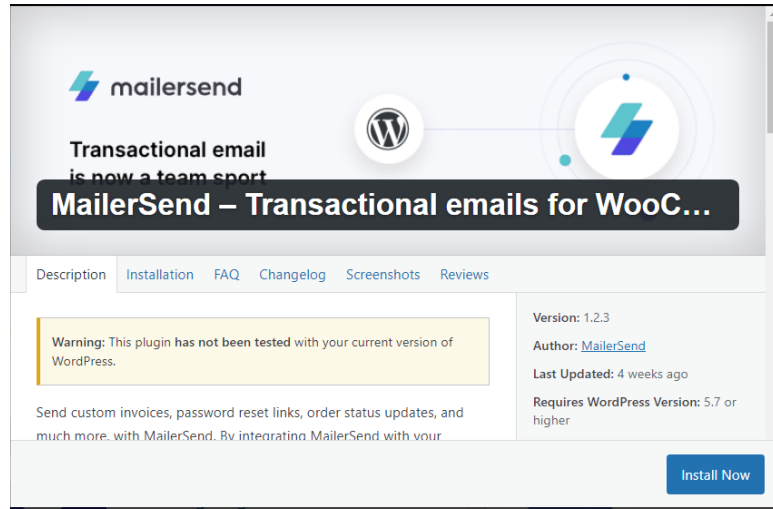 mailersend
Transactional email
is now a team sport
MailerSend – Transactional emails for WooC...
Description Installation FAQ Changelog Screenshots Reviews
Warning: This plugin has not been tested with your current version of
WordPress.
Send custom invoices, password reset links, order status updates, and
much more, with MailerSend. By integrating MailerSend with your
Version: 1.2.3
Author: MailerSend
Last Updated: 4 weeks ago
Requires WordPress Version: 5.7 or
higher
Install Now